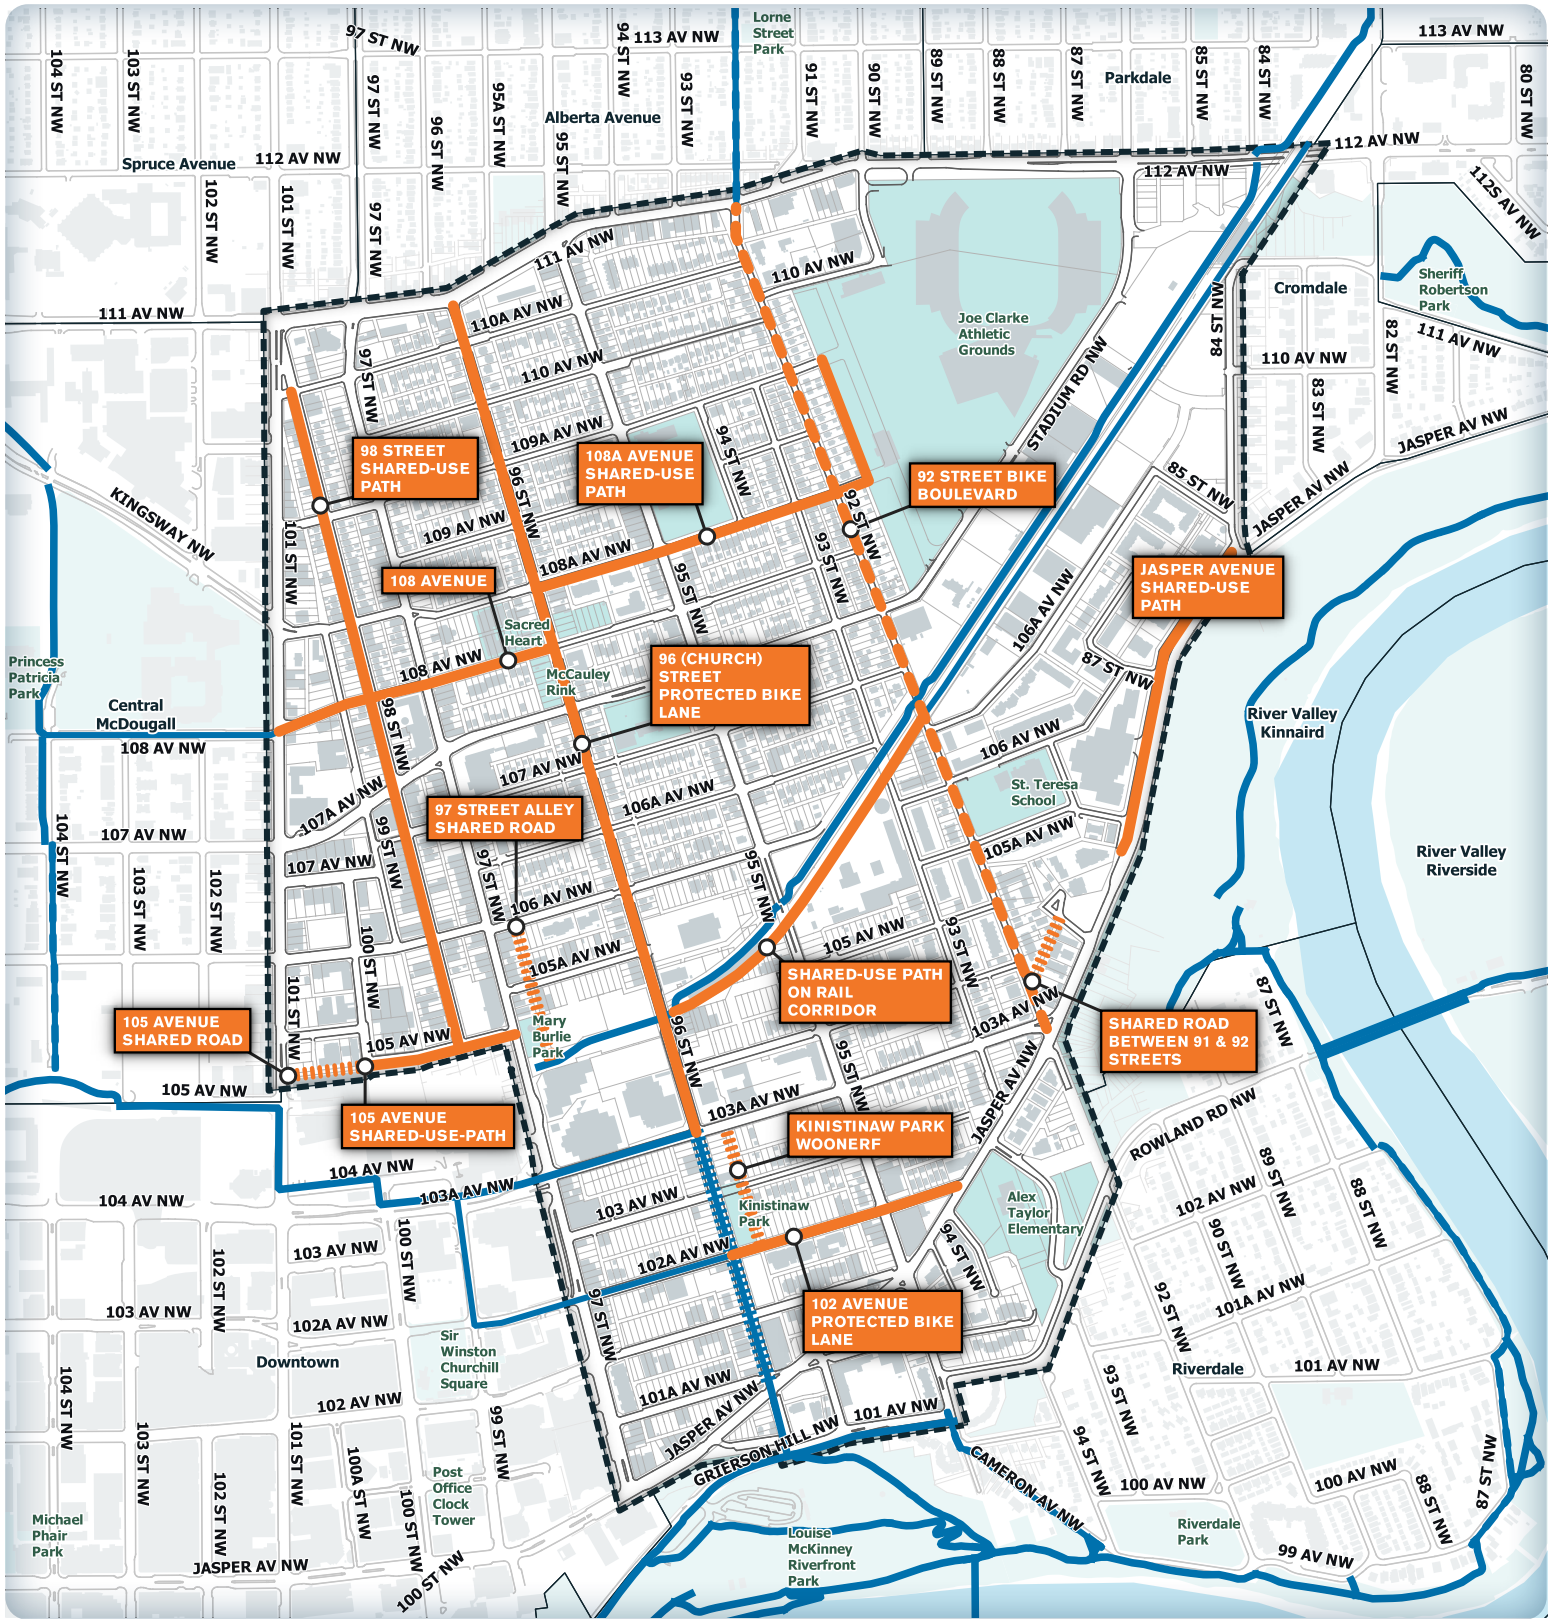 97 ST NW
94 ST NW
113 AV NW
Lorne
Street
Park
113 AV NW
104 ST NW
103 ST NW
97 ST NW
96 ST NW
95A ST NW
95 ST NW
93 ST NW
91 ST NW
90 ST NW
89 ST NW
88 ST NW
87 ST NW
Parkdale
85 ST NW
84 ST NW
80 ST NW
Alberta Avenue
Spruce Avenue
112 AV NW
112 AV NW
112 AV NW
112S AV NW
102 ST NW
101 ST NW
97 ST NW
111 AV NW
110 AV NW
Sheriff
Robertson
Park
Cromdale
111 AV NW
110A AV NW
Joe Clarke
Athletic
Grounds
84 ST NW
82 ST NW
111 AV NW
110 AV NW
110 AV NW
97 ST NW
83 ST NW
STADIUM RD NW
JASPER AV NW
109A AV NW
94 ST NW
98 STREET
SHARED-USE
PATH
108A AVENUE
SHARED-USE
PATH
92 STREET BIKE
BOULEVARD
85 ST NW
JASPER AV NW
KINGSWAY NW
96 ST NW
92 ST NW
109 AV NW
101 ST NW
108A AV NW
93 ST NW
95 ST NW
108 AVENUE
JASPER AVENUE
SHARED-USE
PATH
106A AV NW
Sacred
Heart
Princess
Patricia
Park
108 AV NW
McCauley
Rink
96 (CHURCH)
STREET
PROTECTED BIKE
LANE
87 ST NW
Central
McDougall
108 AV NW
98 ST NW
River Valley
Kinnaird
106 AV NW
107 AV NW
St. Teresa
School
106A AV NW
107A AV NW
97 STREET ALLEY
SHARED ROAD
104 ST NW
107 AV NW
99 ST NW
105A AV NW
River Valley
Riverside
107 AV NW
97 ST NW
95 ST NW
103 ST NW
102 ST NW
106 AV NW
100 ST NW
93 ST NW
105 AV NW
105A AV NW
SHARED-USE PATH
ON RAIL
CORRIDOR
101 ST NW
87 ST NW
103A AV NW
105 AVENUE
SHARED ROAD
105 AV NW
Mary
Burlie
Park
96 ST NW
95 ST NW
SHARED ROAD
BETWEEN 91 & 92
STREETS
105 AV NW
JASPER AV NW
103A AV NW
105 AVENUE
SHARED-USE-PATH
KINISTINAW PARK
WOONERF
ROWLAND RD NW
104 AV NW
104 AV NW
103A AV NW
103 AV NW
Kinistinaw
Park
Alex
Taylor
Elementary
102 AV NW
89 ST NW
88 ST NW
100 ST NW
90 ST NW
103 AV NW
102 ST NW
102A AV NW
94 ST NW
103 AV NW
102A AV NW
97 ST NW
102 AVENUE
PROTECTED BIKE
LANE
92 ST NW
101A AV NW
Sir
Winston
Churchill
Square
Downtown
Riverdale
101 AV NW
104 ST NW
102 AV NW
101A AV NW
93 ST NW
103 ST NW
101 ST NW
99 ST NW
JASPER AV NW
101 AV NW
GRIERSON HILL NW
94 ST NW
CAMERON AV NW
100A ST NW
102 ST NW
Post
Office
Clock
Tower
100 ST NW
100 AV NW
100 AV NW
88 ST NW
87 ST NW
Michael
Phair
Park
Louise
McKinney
Riverfront
Park
Riverdale
Park
99 AV NW
JASPER AV NW
100 ST NW